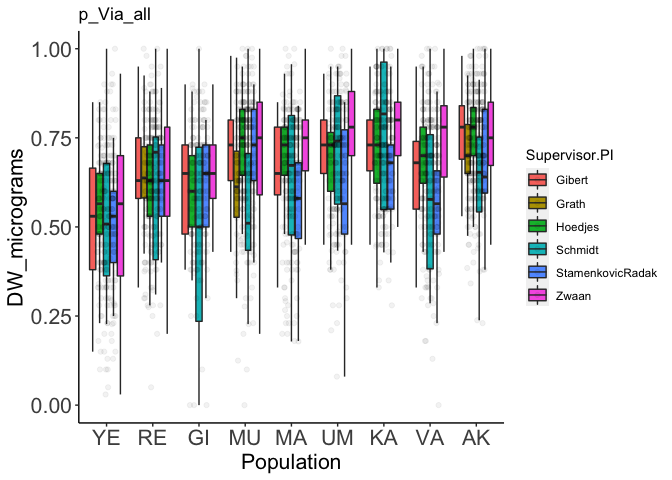 p_Via_all
1.00
0.75
0.50
0.25
0.00
DW_micrograms
YE RE GI MU MA UM KA VA AK
Population
Supervisor.PI
Gibert
Grath
Hoedjes
Schmidt
StamenkovicRadak
Zwaan